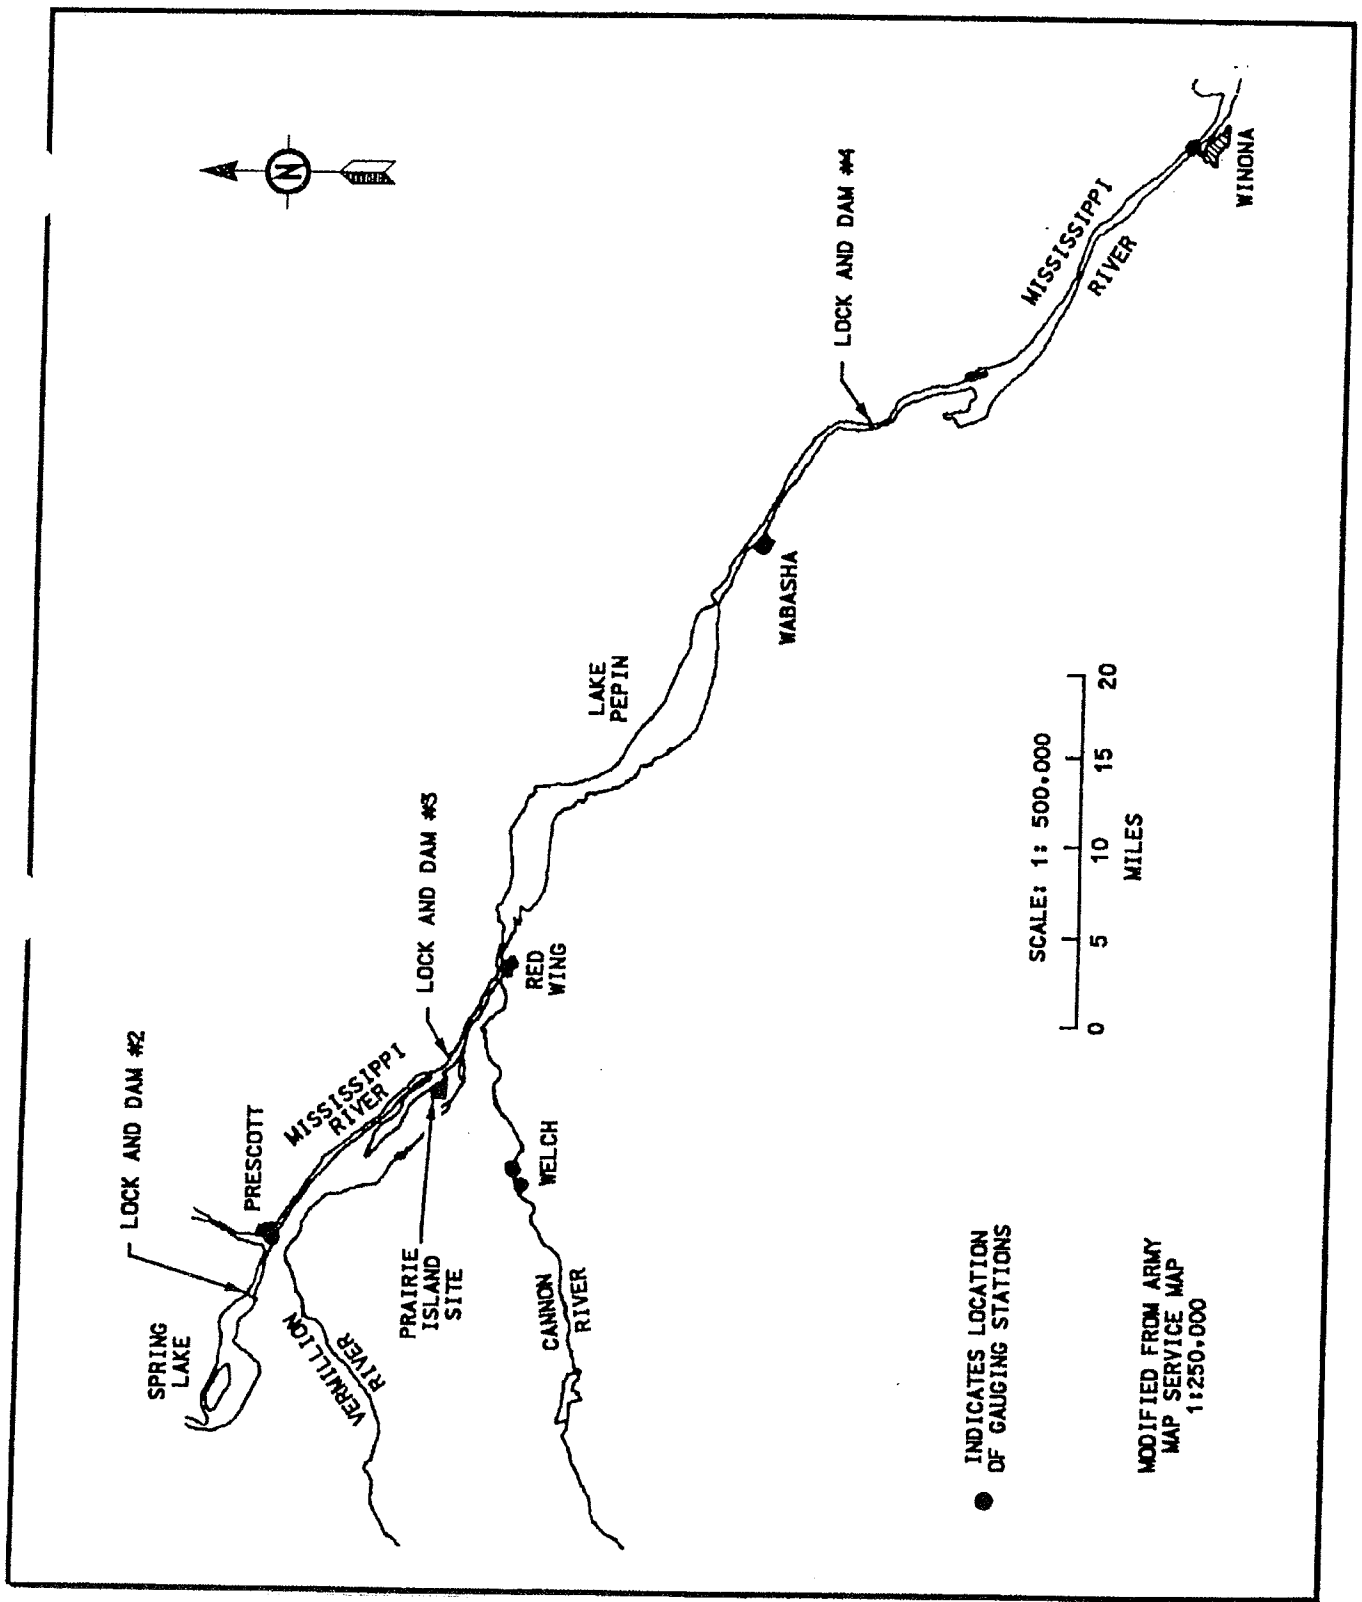 N
LOCK AND DAM #2
PRESCOTT
SPRING
LAKE
MISSISSIPPI
RIVER
LOCK AND DAM #3
VERMILLION
RIVER
PRAIRIE
ISLAND
SITE
RED
WING
WELCH
CANNON
RIVER
LAKE
PEPIN
WABASHA
LOCK AND DAM #4
MISSISSIPPI
RIVER
WINONA
SCALE: 1: 500,000
0 5 10 15 20
MILES
INDICATES LOCATION
OF GAUGING STATIONS
MODIFIED FROM ARMY
MAP SERVICE MAP
1:250,000